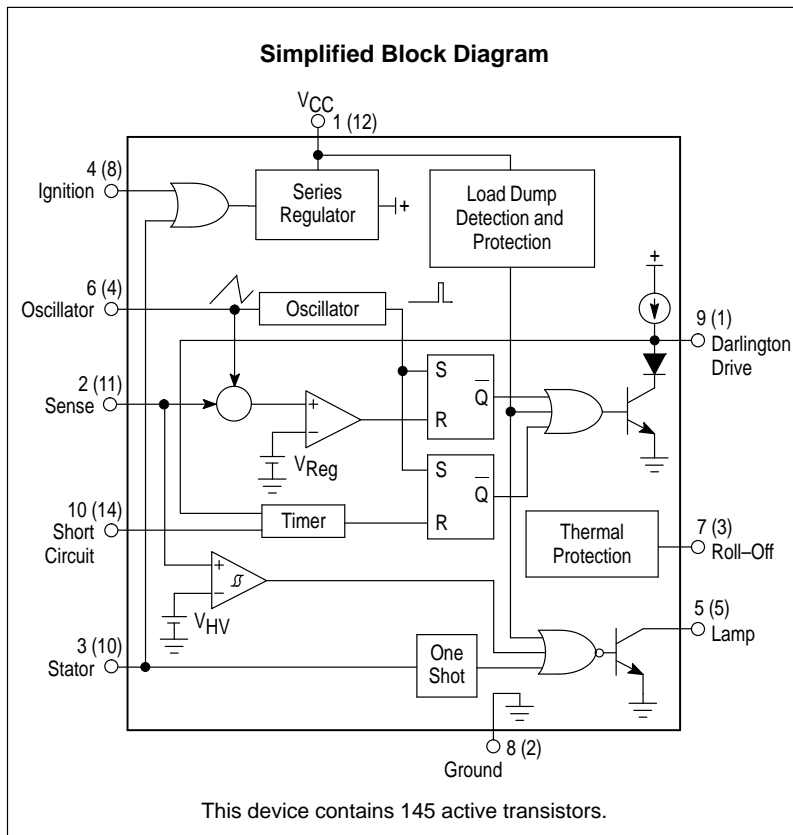 Simplified Block Diagram
VCC
1 (12)
4 (8)
Ignition
Series
Regulator
+
Load Dump
Detection and
Protection
+
6 (4)
Oscillator
Oscillator
9 (1)
Darlington
Drive
2 (11)
Sense
+
–
VReg
S
R
Q
S
R
Q
10 (14)
Short
Circuit
Timer
Thermal
Protection
7 (3)
Roll–Off
+
–
VHV
5 (5)
Lamp
3 (10)
Stator
One
Shot
8 (2)
Ground
This device contains 145 active transistors.